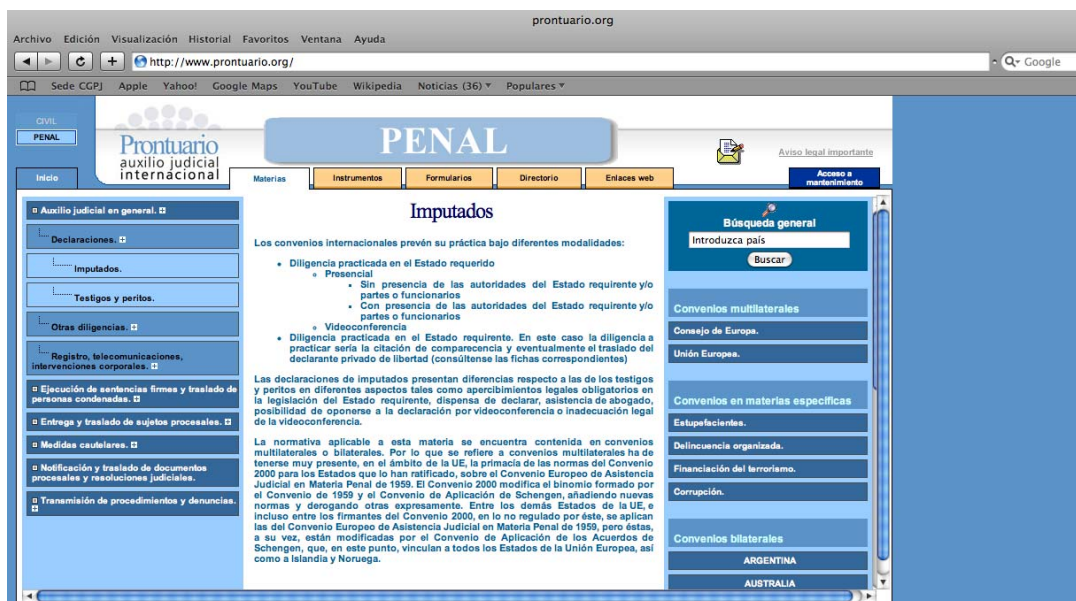 prontuario.org
Archivo Edición Visualización Historial Favoritos Ventana Ayuda
http://www.prontuario.org/
Google
Sede CGPJ Apple Yahoo! Google Maps YouTube Wikipedia Noticias (36) Populares
CIVIL
PENAL
Prontuario
auxilio judicial
internacional
PENAL
Aviso legal importante
Inicio
Materias
Instrumentos
Formularios
Directorio
Enlaces web
Acceso a
mantenimiento
Auxilio judicial en general.
Declaraciones.
Imputados.
Testigos y peritos.
Otras diligencias.
Registro, telecomunicaciones,
intervenciones corporales.
Ejecución de sentencias firmes y traslado de
personas condenadas.
Entrega y traslado de sujetos procesales.
Medidas cautelares.
Notificación y traslado de documentos
procesales y resoluciones judiciales.
Transmisión de procedimientos y denuncias.
Imputados
Los convenios internacionales prevén su práctica bajo diferentes modalidades:
Diligencia practicada en el Estado requerido
Presencial
Sin presencia de las autoridades del Estado requirente y/o
partes o funcionarios
Con presencia de las autoridades del Estado requirente y/o
partes o funcionarios
Videoconferencia
Diligencia practicada en el Estado requirente. En este caso la diligencia a
practicar sería la citación de comparecencia y eventualmente el traslado del
declarante privado de libertad (consúltense las fichas correspondientes)
Las declaraciones de imputados presentan diferencias respecto a las de los testigos
y peritos en diferentes aspectos tales como apercibimientos legales obligatorios en
la legislación del Estado requirente, dispensa de declarar, asistencia de abogado,
posibilidad de oponerse a la declaración por videoconferencia o inadecuación legal
de la videoconferencia.
La normativa aplicable a esta materia se encuentra contenida en convenios
multilaterales o bilaterales. Por lo que se refiere a convenios multilaterales ha de
tenerse muy presente, en el ámbito de la UE, la primacía de las normas del Convenio
2000 para los Estados que lo han ratificado, sobre el Convenio Europeo de Asistencia
Judicial en Materia Penal de 1959. El Convenio 2000 modifica el binomio formado por
el Convenio de 1959 y el Convenio de Aplicación de Schengen, añadiendo nuevas
normas y derogando otras expresamente. Entre los demás Estados de la UE, e
incluso entre los firmantes del Convenio 2000, en lo no regulado por éste, se aplican
las del Convenio Europeo de Asistencia Judicial en Materia Penal de 1959, pero éstas,
a su vez, están modificadas por el Convenio de Aplicación de los Acuerdos de
Schengen, que, en este punto, vinculan a todos los Estados de la Unión Europea, así
como a Islandia y Noruega.
Búsqueda general
Introduzca país
Buscar
Convenios multilaterales
Consejo de Europa.
Unión Europea.
Convenios en materias específicas
Estupefacientes.
Delincuencia organizada.
Financiación del terrorismo.
Corrupción.
Convenios bilaterales
ARGENTINA
AUSTRALIA